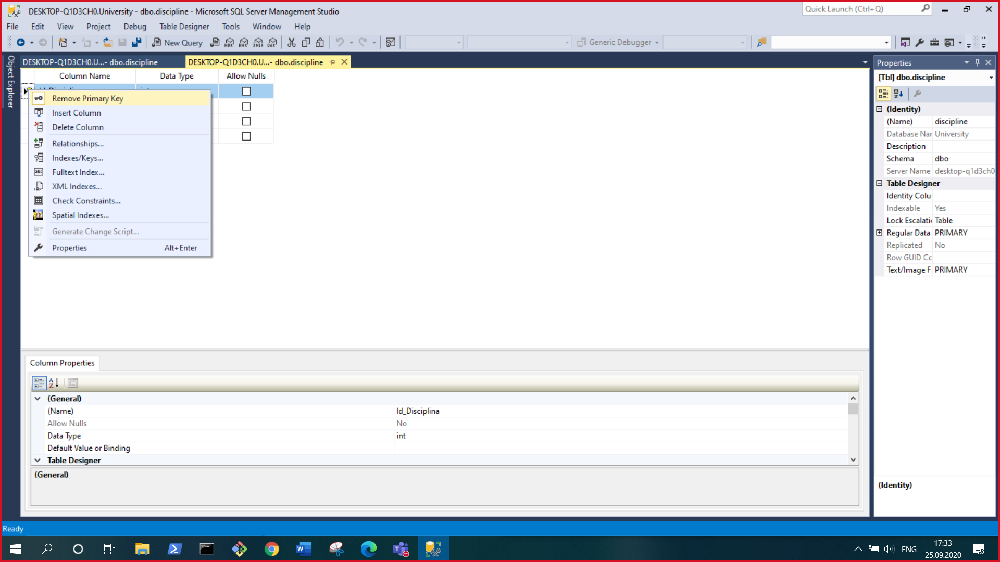 DESKTOP-Q1D3CH0.University - dbo.discipline - Microsoft SQL Server Management Studio
Quick Launch (Ctrl+Q)
File Edit View Project Debug Table Designer Tools Window Help
New Query MDX DMX XMLA DAX Generic Debugger
Object Explorer
DESKTOP-Q1D3CH0.U...- dbo.discipline
DESKTOP-Q1D3CH0.U...- dbo.discipline
Column Name Data Type Allow Nulls
Remove Primary Key
Insert Column
Delete Column
Relationships...
Indexes/Keys...
Fulltext Index...
XML Indexes...
Check Constraints...
Spatial Indexes...
Generate Change Script...
Properties Alt+Enter
Column Properties
(General)
(Name) Id_Disciplina
Allow Nulls No
Data Type int
Default Value or Binding
Table Designer
(General)
Properties
[Tbl] dbo.discipline
(Identity)
(Name) discipline
Database Nar University
Description
Schema dbo
Server Name desktop-q1d3ch0
Table Designer
Identity Colu
Indexable Yes
Lock Escalati Table
Regular Data PRIMARY
Replicated No
Row GUID Cc
Text/Image F PRIMARY
(Identity)
Ready
ENG
17:33
25.09.2020